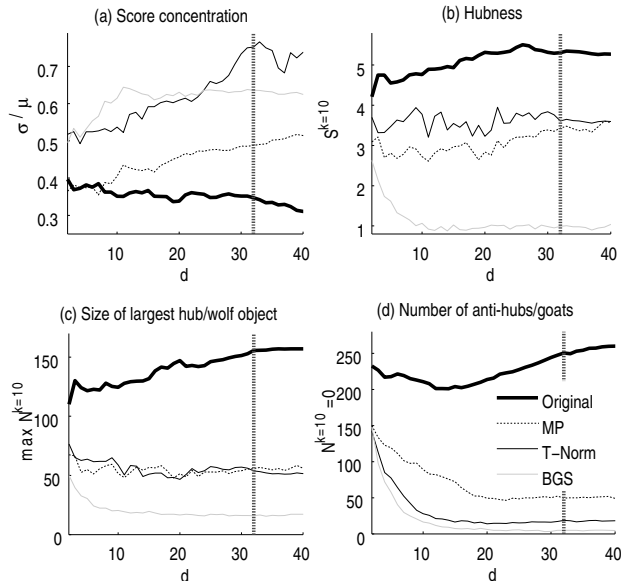 (a) Score concentration
0.7
0.6
0.5
0.4
0.3
σ / μ
10 20 30 40
d
(b) Hubness
5
4
3
2
1
S^{k=10}
10 20 30 40
d
(c) Size of largest hub/wolf object
150
100
50
0
max N^{k=10}
10 20 30 40
d
(d) Number of anti-hubs/goats
250
200
150
100
50
0
N^{k=10}=0
Original
MP
T-Norm
BGS
10 20 30 40
d